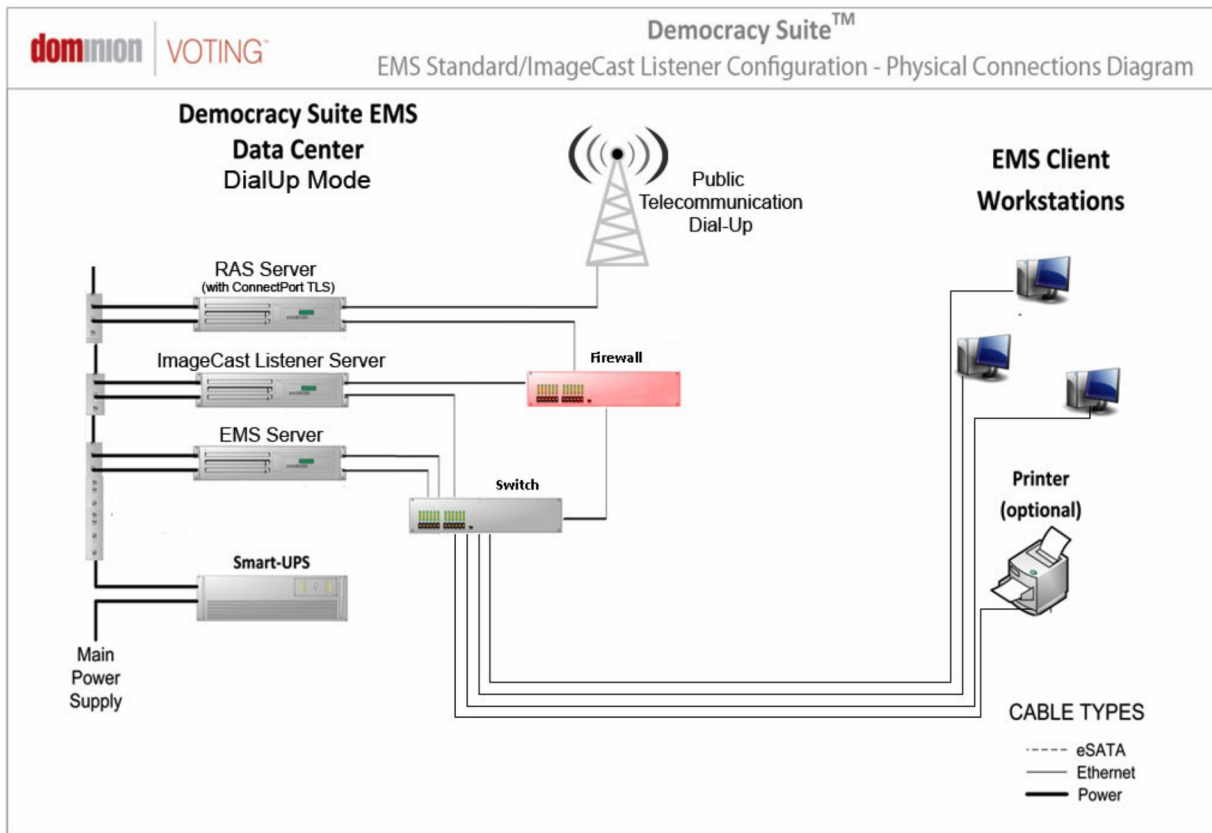 dominion VOTING™
Democracy Suite™
EMS Standard/ImageCast Listener Configuration - Physical Connections Diagram
Democracy Suite EMS
Data Center
DialUp Mode
Public
Telecommunication
Dial-Up
EMS Client
Workstations
RAS Server
(with ConnectPort TLS)
ImageCast Listener Server
Firewall
EMS Server
Switch
Printer
(optional)
Smart-UPS
Main
Power
Supply
CABLE TYPES
eSATA
Ethernet
Power